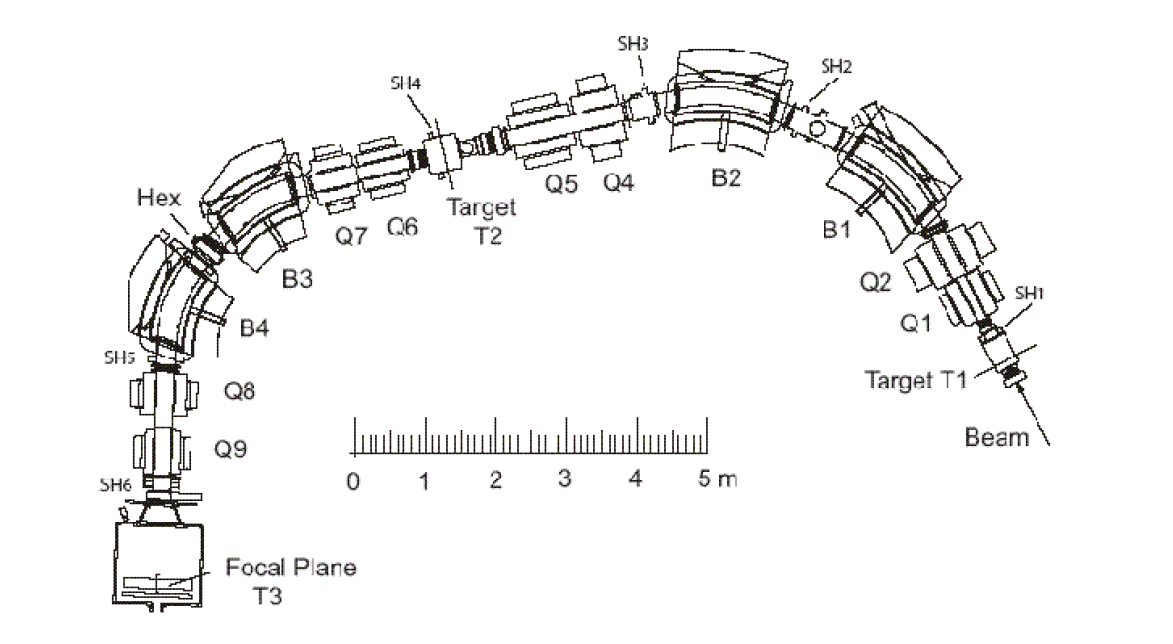 SH3
SH4
SH2
Q5
Q4
B2
Hex
Q7
Q6
Target
T2
B1
B3
Q2
SH1
Q1
B4
SH5
Target T1
Q8
Beam
Q9
0 1 2 3 4 5 m
SH6
Focal Plane
T3